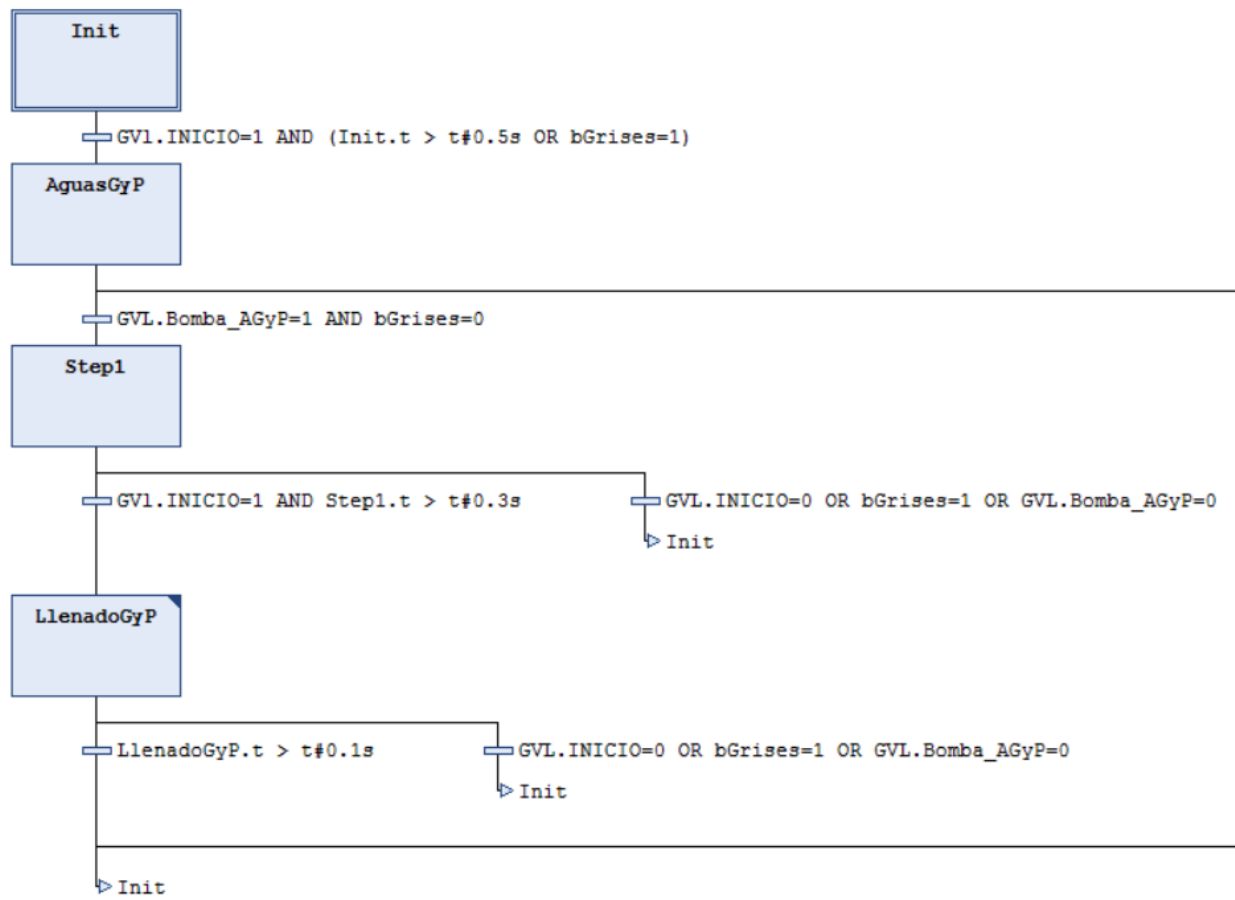 Init
GVl.INICIO=1 AND (Init.t > t#0.5s OR bGrises=1)
AguasGyP
GVL.Bomba_AGyP=1 AND bGrises=0
Step1
GVl.INICIO=1 AND Step1.t > t#0.3s
GVL.INICIO=0 OR bGrises=1 OR GVL.Bomba_AGyP=0
Init
LlenadoGyP
LlenadoGyP.t > t#0.1s
GVL.INICIO=0 OR bGrises=1 OR GVL.Bomba_AGyP=0
Init
Init